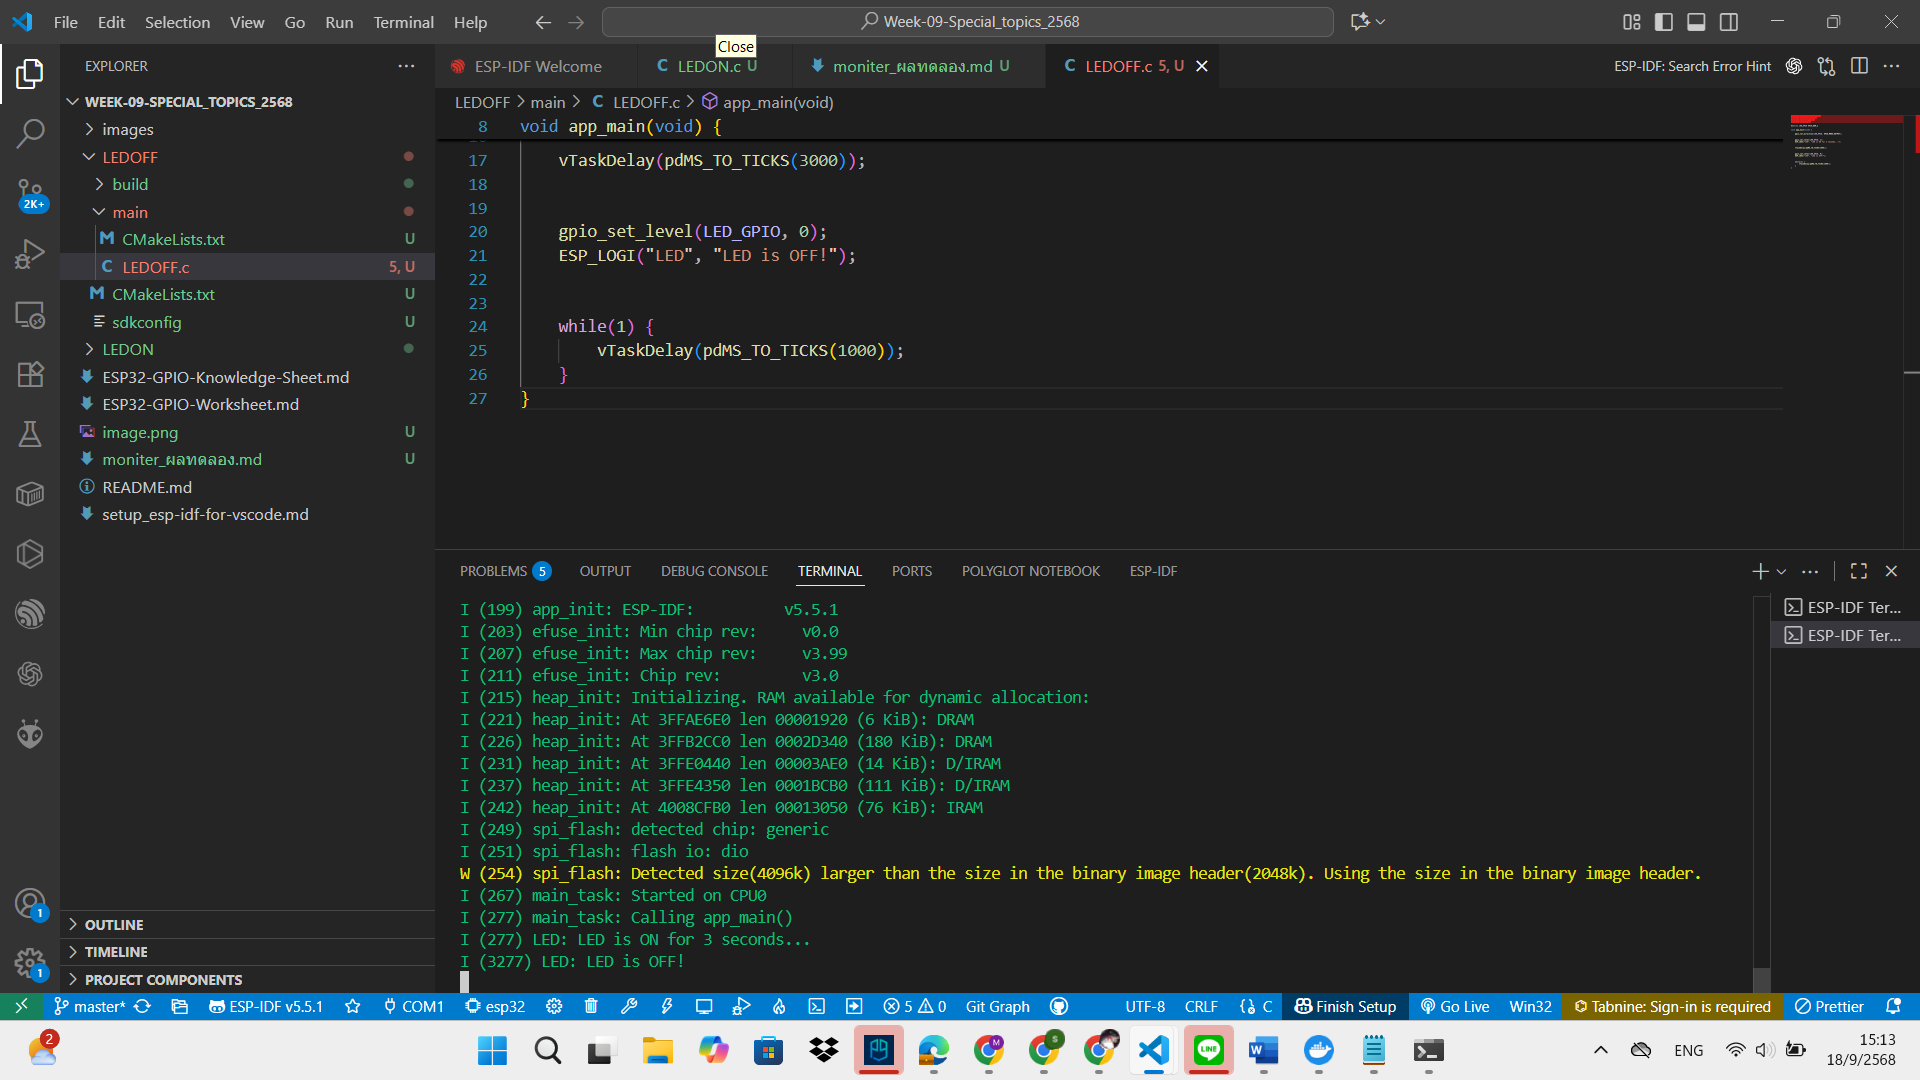 File Edit Selection View Go Run Terminal Help
Week-09-Special_topics_2568
Close
EXPLORER
ESP-IDF Welcome
LEDON.c U
moniter_ผลทดลอง.md U
LEDOFF.c 5, U
ESP-IDF: Search Error Hint
WEEK-09-SPECIAL_TOPICS_2568
images
LEDOFF
build
main
CMakeLists.txt U
LEDOFF.c 5, U
CMakeLists.txt U
sdkconfig U
LEDON
ESP32-GPIO-Knowledge-Sheet.md
ESP32-GPIO-Worksheet.md
image.png U
moniter_ผลทดลอง.md U
README.md
setup_esp-idf-for-vscode.md
OUTLINE
TIMELINE
PROJECT COMPONENTS
2K+
1
1
LEDOFF > main > C LEDOFF.c > app_main(void)
8 void app_main(void) {
17 vTaskDelay(pdMS_TO_TICKS(3000));
18
19
20 gpio_set_level(LED_GPIO, 0);
21 ESP_LOGI("LED", "LED is OFF!");
22
23
24 while(1) {
25 vTaskDelay(pdMS_TO_TICKS(1000));
26 }
27 }
PROBLEMS 5 OUTPUT DEBUG CONSOLE TERMINAL PORTS POLYGLOT NOTEBOOK ESP-IDF
ESP-IDF Ter...
ESP-IDF Ter...
I (199) app_init: ESP-IDF: v5.5.1
I (203) efuse_init: Min chip rev: v0.0
I (207) efuse_init: Max chip rev: v3.99
I (211) efuse_init: Chip rev: v3.0
I (215) heap_init: Initializing. RAM available for dynamic allocation:
I (221) heap_init: At 3FFAE6E0 len 00001920 (6 KiB): DRAM
I (226) heap_init: At 3FFB2CC0 len 0002D340 (180 KiB): DRAM
I (231) heap_init: At 3FFE0440 len 00003AE0 (14 KiB): D/IRAM
I (237) heap_init: At 3FFE4350 len 0001BCB0 (111 KiB): D/IRAM
I (242) heap_init: At 4008CFB0 len 00013050 (76 KiB): IRAM
I (249) spi_flash: detected chip: generic
I (251) spi_flash: flash io: dio
W (254) spi_flash: Detected size(4096k) larger than the size in the binary image header(2048k). Using the size in the binary image header.
I (267) main_task: Started on CPU0
I (277) main_task: Calling app_main()
I (277) LED: LED is ON for 3 seconds...
I (3277) LED: LED is OFF!
master* ESP-IDF v5.5.1 COM1 esp32 5 0 Git Graph UTF-8 CRLF {} C Finish Setup Go Live Win32 Tabnine: Sign-in is required Prettier
2
ENG
15:13
18/9/2568